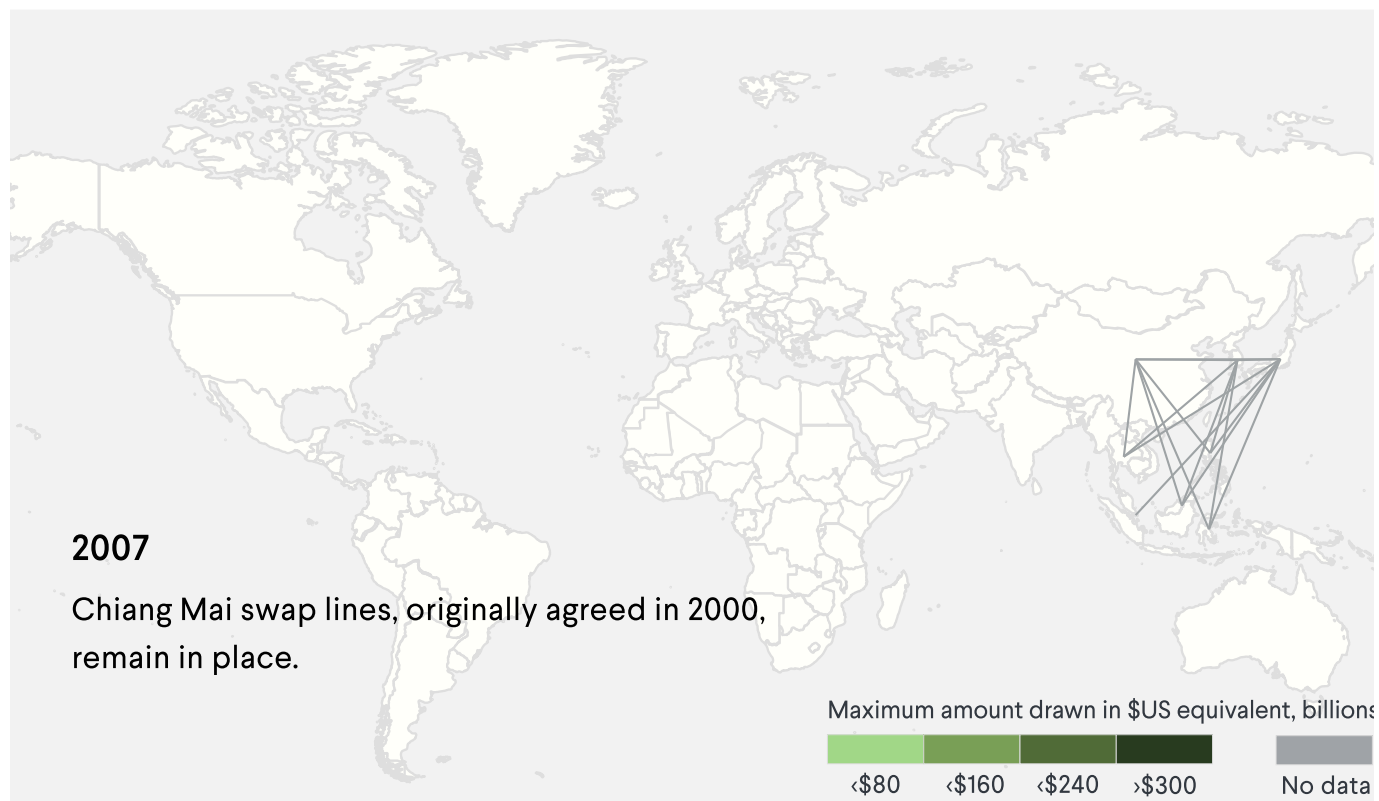 2007
Chiang Mai swap lines, originally agreed in 2000,
remain in place.
Maximum amount drawn in $US equivalent, billions
<$80 <$160 <$240 >$300 No data